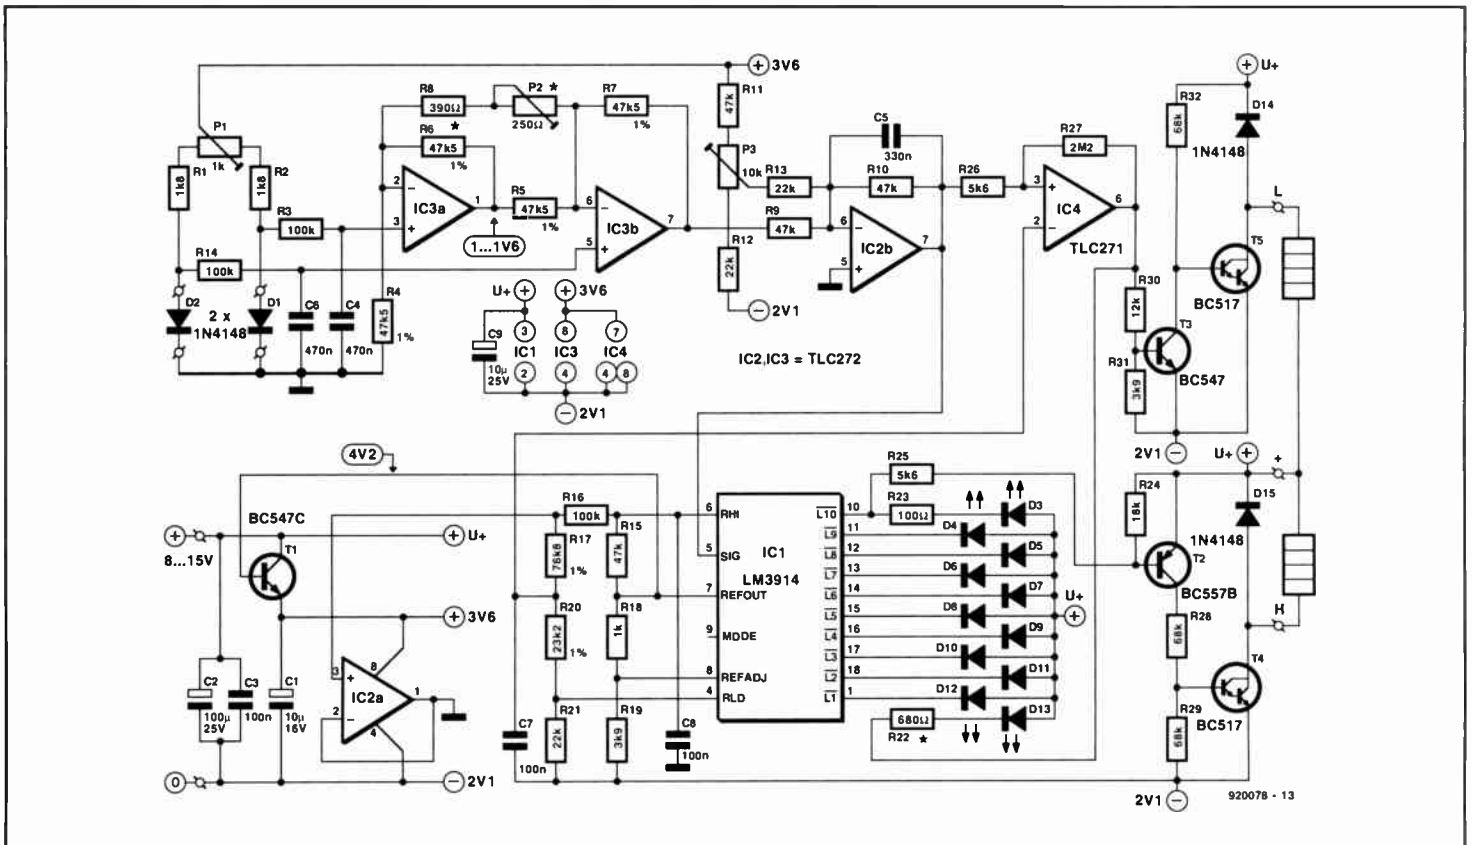 3V6
U+
R8
390Ω
P2 *
250Ω
R7
47k5
1%
R11
47k
R32
68k
D14
1N4148
P1
1k
R6 *
47k5
1%
C5
330n
R27
2M2
R1
1k8
R2
1k8
P3
10k
R13
22k
R10
47k
R26
5k6
R3
100k
2
3
1
IC3a
R5
47k5
1%
6
5
7
IC3b
R9
47k
6
5
7
IC2b
3
2
6
IC4
TLC271
L
T5
BC517
R14
100k
1...1V6
R12
22k
2V1
R30
12k
D2
D1
2 x
1N4148
C6
470n
C4
470n
R4
47k5
1%
U+
3V6
C9
10µ
25V
3
IC1
2
8
IC3
4
7
IC4
4
8
2V1
IC2,IC3 = TLC272
T3
BC547
R31
3k9
2V1
U+
+
4V2
R25
5k6
R24
18k
D15
1N4148
BC547C
T1
8...15V
U+
R16
100k
R15
47k
R17
76k8
1%
6
RHI
5
SIG
7
REFOUT
9
MODE
8
REFADJ
4
RLO
IC1
LM3914
L10
10
L9
11
L8
12
L7
13
L6
14
L5
15
L4
16
L3
17
L2
18
L1
1
R23
100Ω
D3
D4
D5
D6
D7
D8
D9
D10
D11
D12
D13
U+
T2
BC557B
3V6
R20
23k2
1%
R18
1k
R28
68k
H
C2
100µ
25V
C3
100n
C1
10µ
16V
3
2
8
4
1
IC2a
R21
22k
R19
3k9
C8
100n
C7
100n
680Ω
R22 *
T4
BC517
R29
68k
0
2V1
2V1
920078 - 13